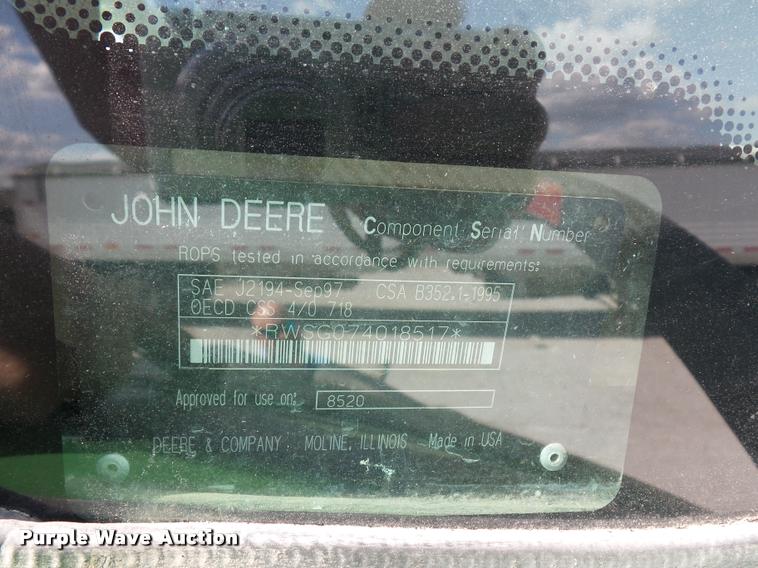 JOHN DEERE Component Serial Number
ROPS tested in accordance with requirements:
SAE J2194-Sep97 CSA B352.1-1995
OECD CSS 4/0 718
*RWSG074018517*
Approved for use on: 8520
DEERE & COMPANY MOLINE, ILLINOIS Made in USA
Purple Wave Auction